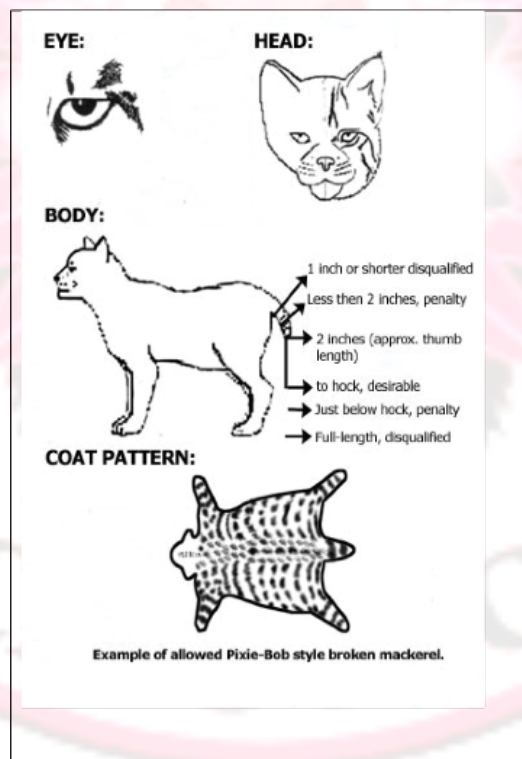 EYE:
HEAD:
BODY:
1 inch or shorter disqualified
Less then 2 inches, penalty
2 inches (approx. thumb
length)
to hock, desirable
Just below hock, penalty
Full-length, disqualified
COAT PATTERN:
Example of allowed Pixie-Bob style broken mackerel.